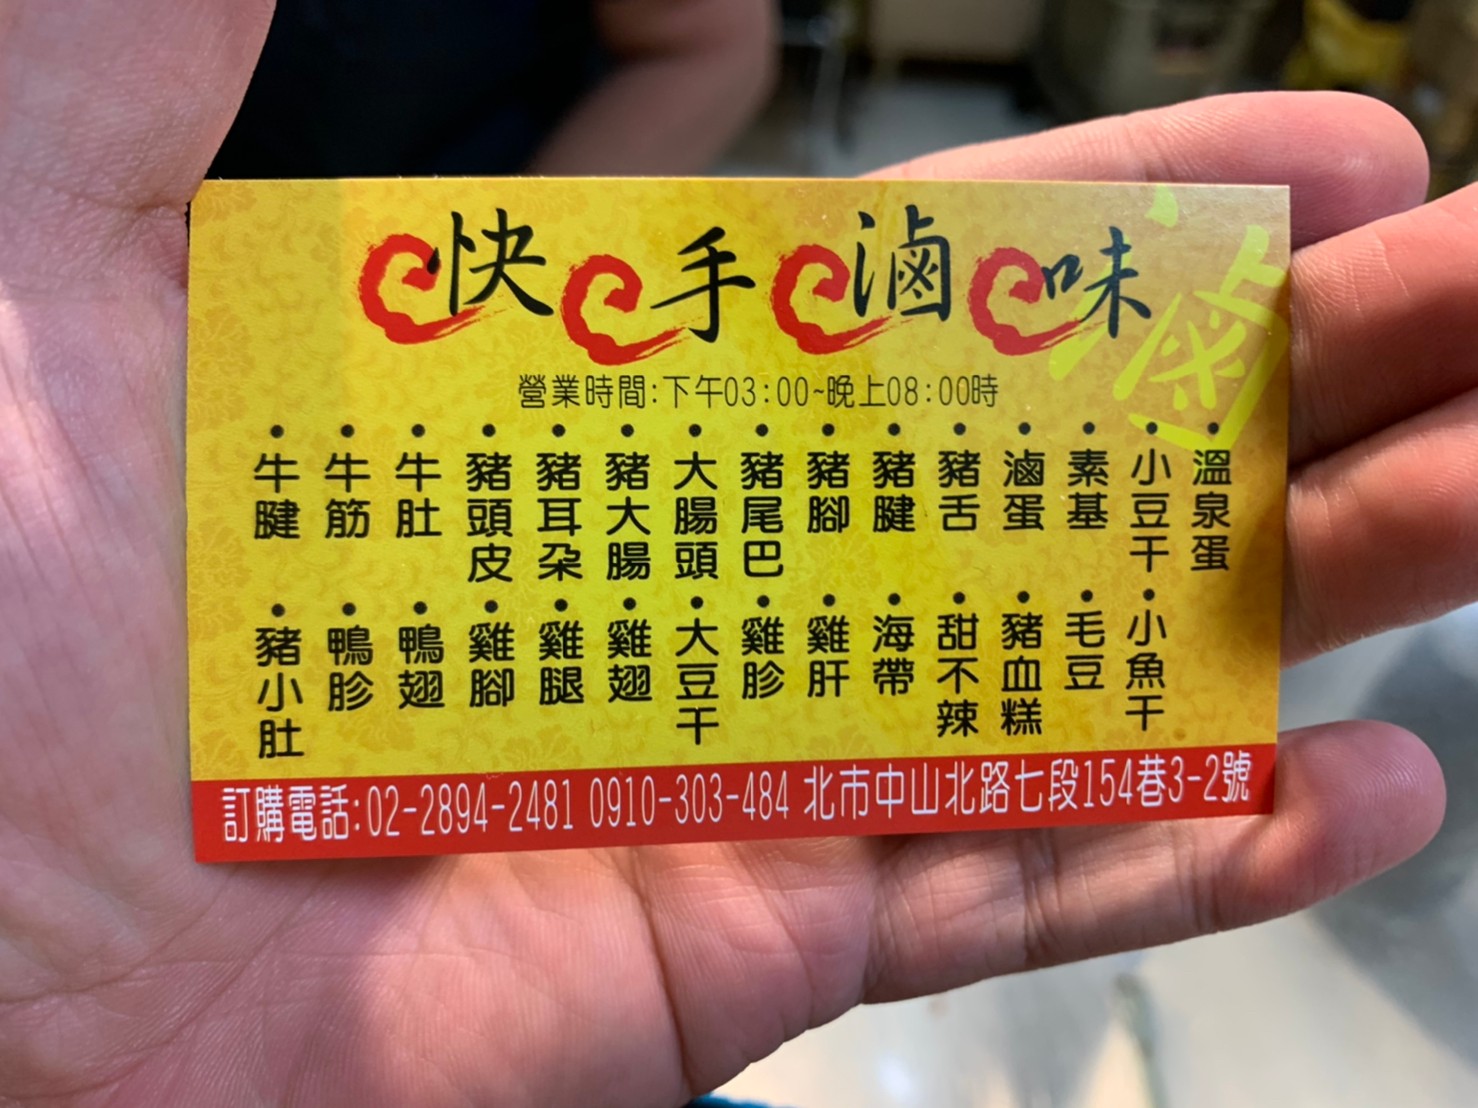 快手滷味
滷
營業時間:下午03:00~晚上08:00時
•牛腱
•牛筋
•牛肚
•豬頭皮
•豬耳朵
•豬大腸
•大腸頭
•豬尾巴
•豬腳
•豬腱
•豬舌
•滷蛋
•素基
•小豆干
•溫泉蛋
•豬小肚
•鴨胗
•鴨翅
•雞腳
•雞腿
•雞翅
•大豆干
•雞胗
•雞肝
•海帶
•甜不辣
•豬血糕
•毛豆
•小魚干
訂購電話:02-2894-2481 0910-303-484 北市中山北路七段154巷3-2號